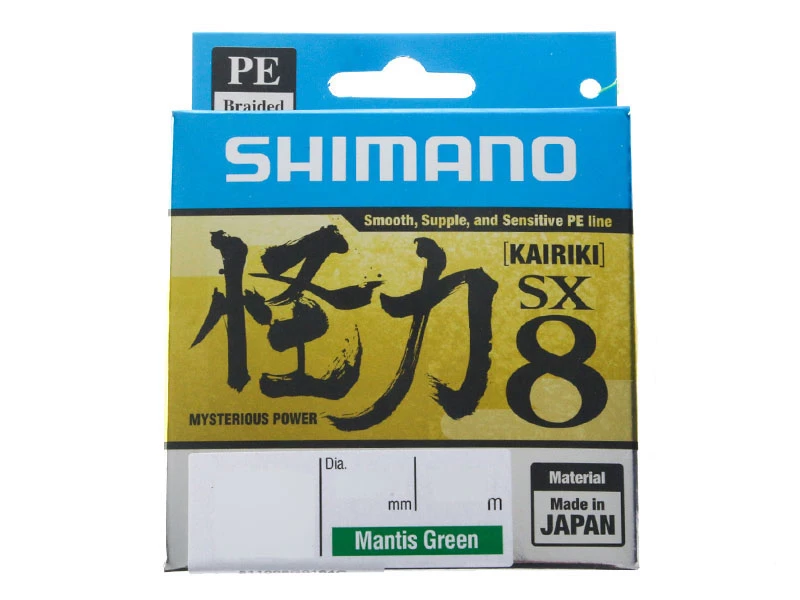 PE
Braided
SHIMANO
Smooth, Supple, and Sensitive PE line
怪力
[KAIRIKI]
SX
8
MYSTERIOUS POWER
Dia.
mm
m
Mantis Green
Material
Made in
JAPAN